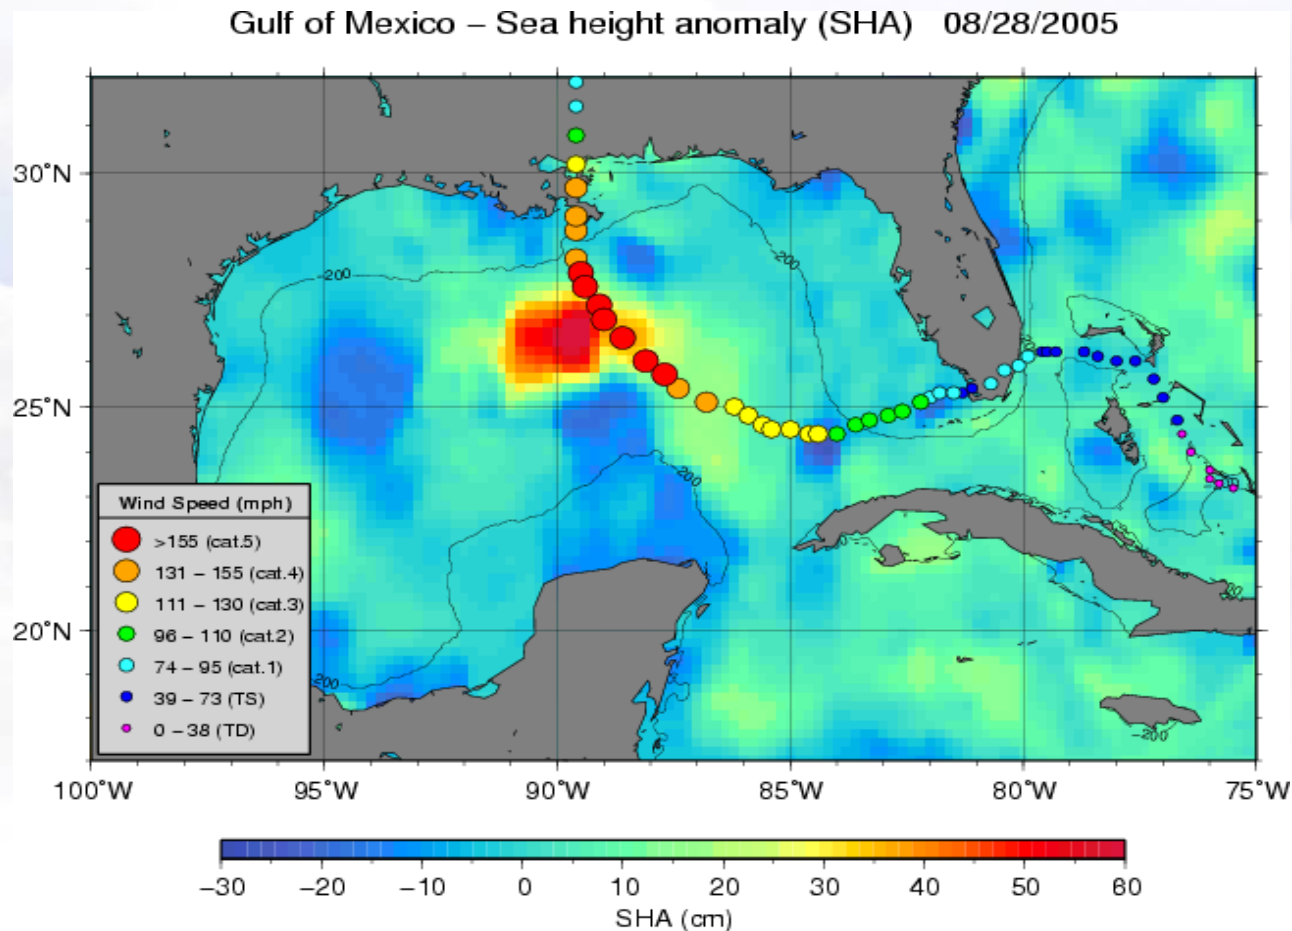 Gulf of Mexico – Sea height anomaly (SHA) 08/28/2005
30°N
25°N
20°N
-200
200
200
-200
200
−200
Wind Speed (mph)
>155 (cat.5)
131 – 155 (cat.4)
111 – 130 (cat.3)
96 – 110 (cat.2)
74 – 95 (cat.1)
39 – 73 (TS)
0 – 38 (TD)
100°W 95°W 90°W 85°W 80°W 75°W
−30 −20 −10 0 10 20 30 40 50 60
SHA (cm)